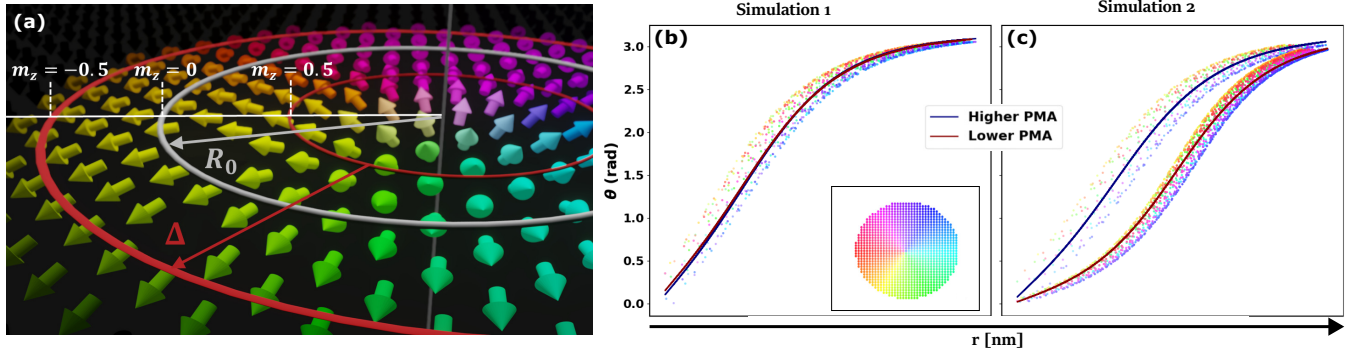 (a)
m_z = −0.5
m_z = 0
m_z = 0.5
R_0
Δ
Simulation 1
Simulation 2
(b)
(c)
θ (rad)
3.0
2.5
2.0
1.5
1.0
0.5
0.0
Higher PMA
Lower PMA
r [nm]